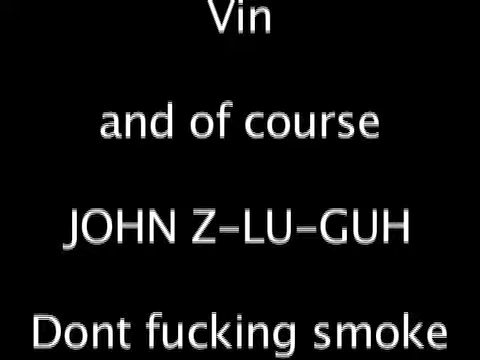 Vin
and of course
JOHN Z-LU-GUH
Dont fucking smoke